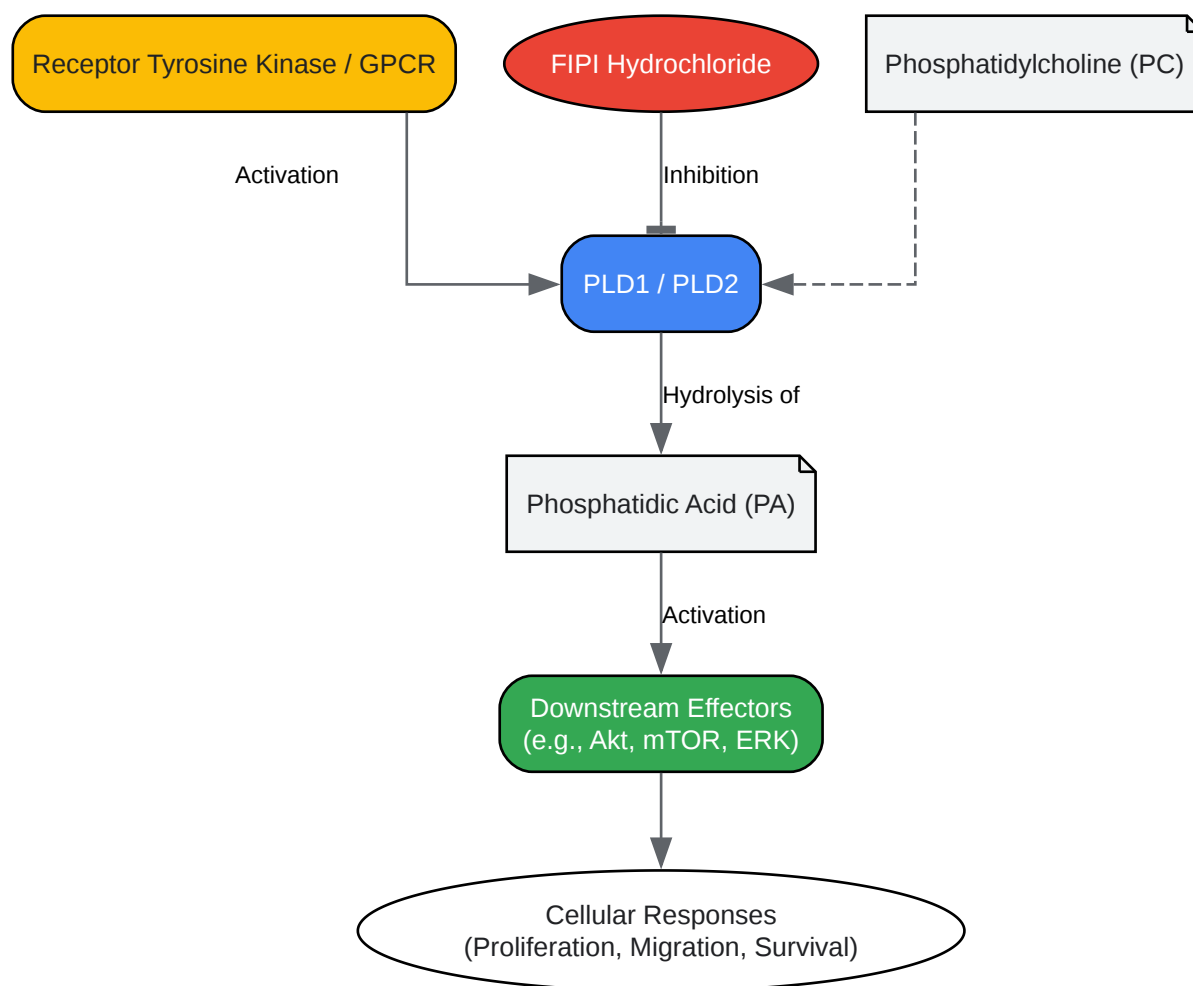 Receptor Tyrosine Kinase / GPCR
FIPI Hydrochloride
Phosphatidylcholine (PC)
Activation
Inhibition
PLD1 / PLD2
Hydrolysis of
Phosphatidic Acid (PA)
Activation
Downstream Effectors
(e.g., Akt, mTOR, ERK)
Cellular Responses
(Proliferation, Migration, Survival)